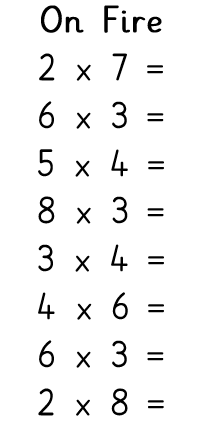 On Fire
2 x 7 =
6 x 3 =
5 x 4 =
8 x 3 =
3 x 4 =
4 x 6 =
6 x 3 =
2 x 8 =